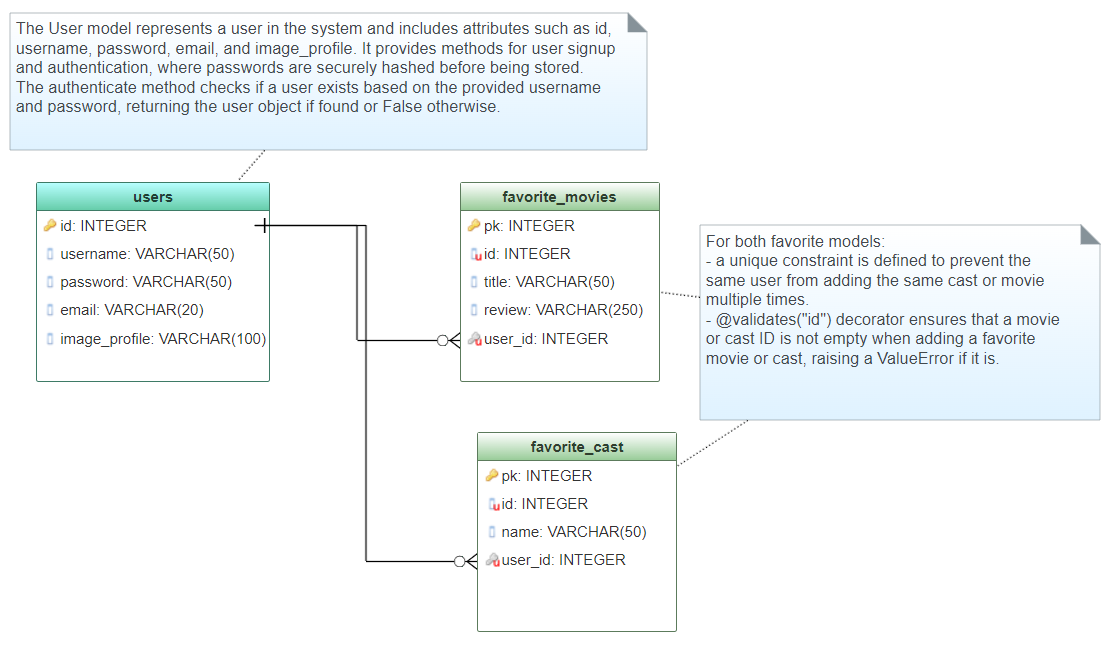 The User model represents a user in the system and includes attributes such as id,
username, password, email, and image_profile. It provides methods for user signup
and authentication, where passwords are securely hashed before being stored.
The authenticate method checks if a user exists based on the provided username
and password, returning the user object if found or False otherwise.
users
id: INTEGER
username: VARCHAR(50)
password: VARCHAR(50)
email: VARCHAR(20)
image_profile: VARCHAR(100)
favorite_movies
pk: INTEGER
id: INTEGER
title: VARCHAR(50)
review: VARCHAR(250)
user_id: INTEGER
For both favorite models:
- a unique constraint is defined to prevent the
same user from adding the same cast or movie
multiple times.
- @validates("id") decorator ensures that a movie
or cast ID is not empty when adding a favorite
movie or cast, raising a ValueError if it is.
favorite_cast
pk: INTEGER
id: INTEGER
name: VARCHAR(50)
user_id: INTEGER